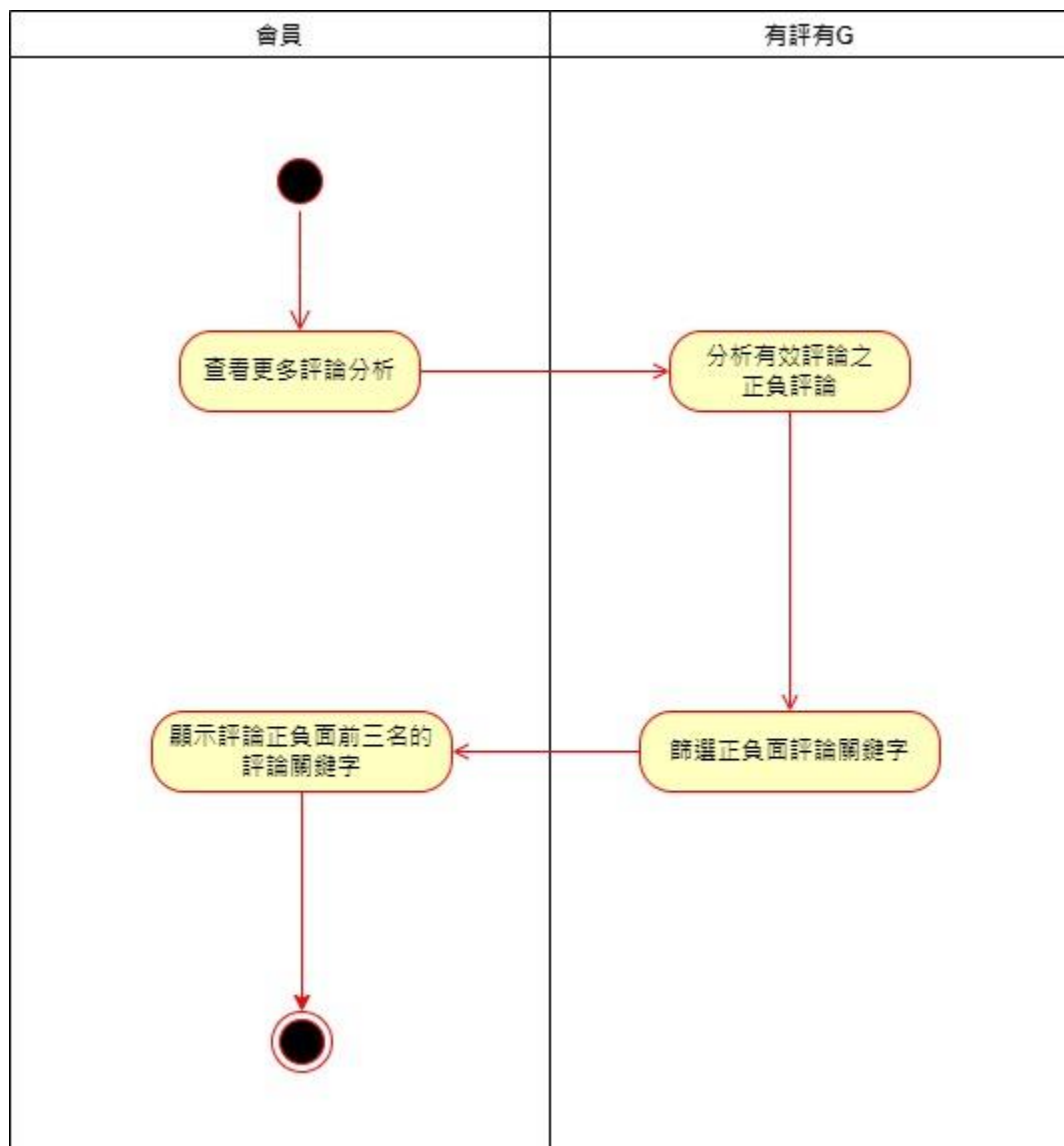 會員
有評有G
查看更多評論分析
分析有效評論之
正負評論
顯示評論正負面前三名的
評論關鍵字
篩選正負面評論關鍵字